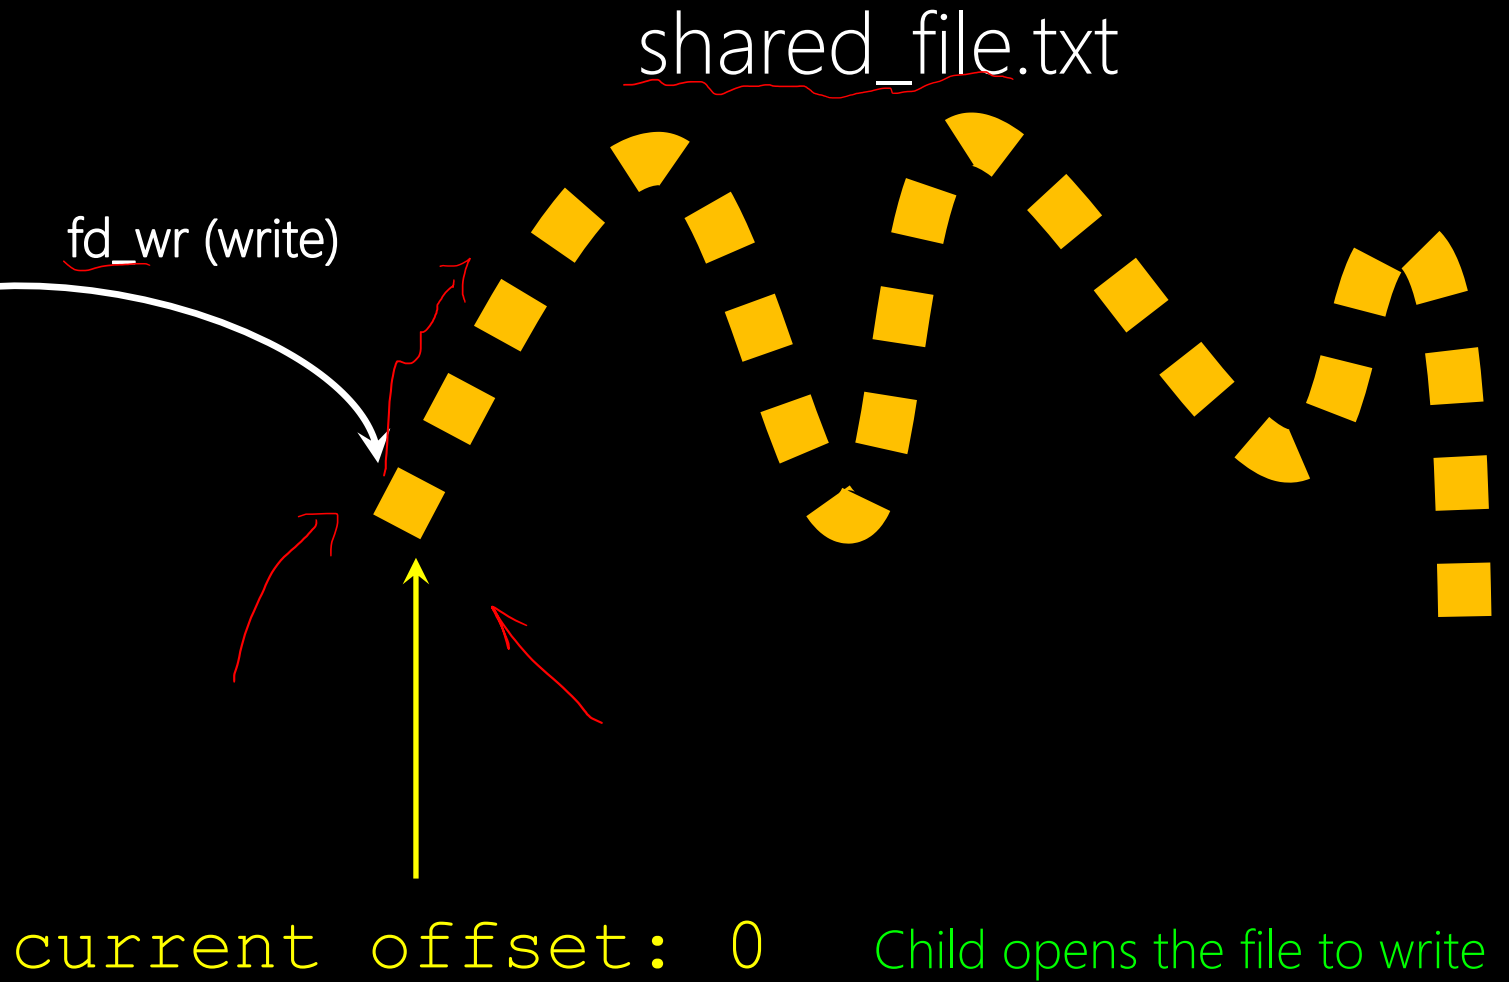 shared_file.txt
fd_wr (write)
current offset: 0
Child opens the file to write